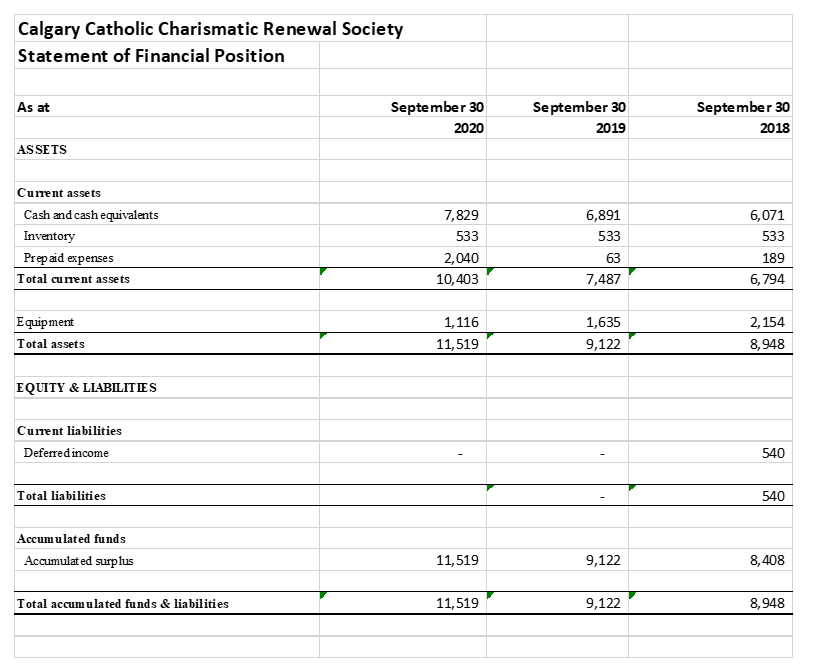 Calgary Catholic Charismatic Renewal Society
Statement of Financial Position
As at September 30 September 30 September 30
2020 2019 2018
ASSETS
Current assets
Cash and cash equivalents 7,829 6,891 6,071
Inventory 533 533 533
Prepaid expenses 2,040 63 189
Total current assets 10,403 7,487 6,794
Equipment 1,116 1,635 2,154
Total assets 11,519 9,122 8,948
EQUITY & LIABILITIES
Current liabilities
Deferred income - - 540
Total liabilities - 540
Accumulated funds
Accumulated surplus 11,519 9,122 8,408
Total accumulated funds & liabilities 11,519 9,122 8,948